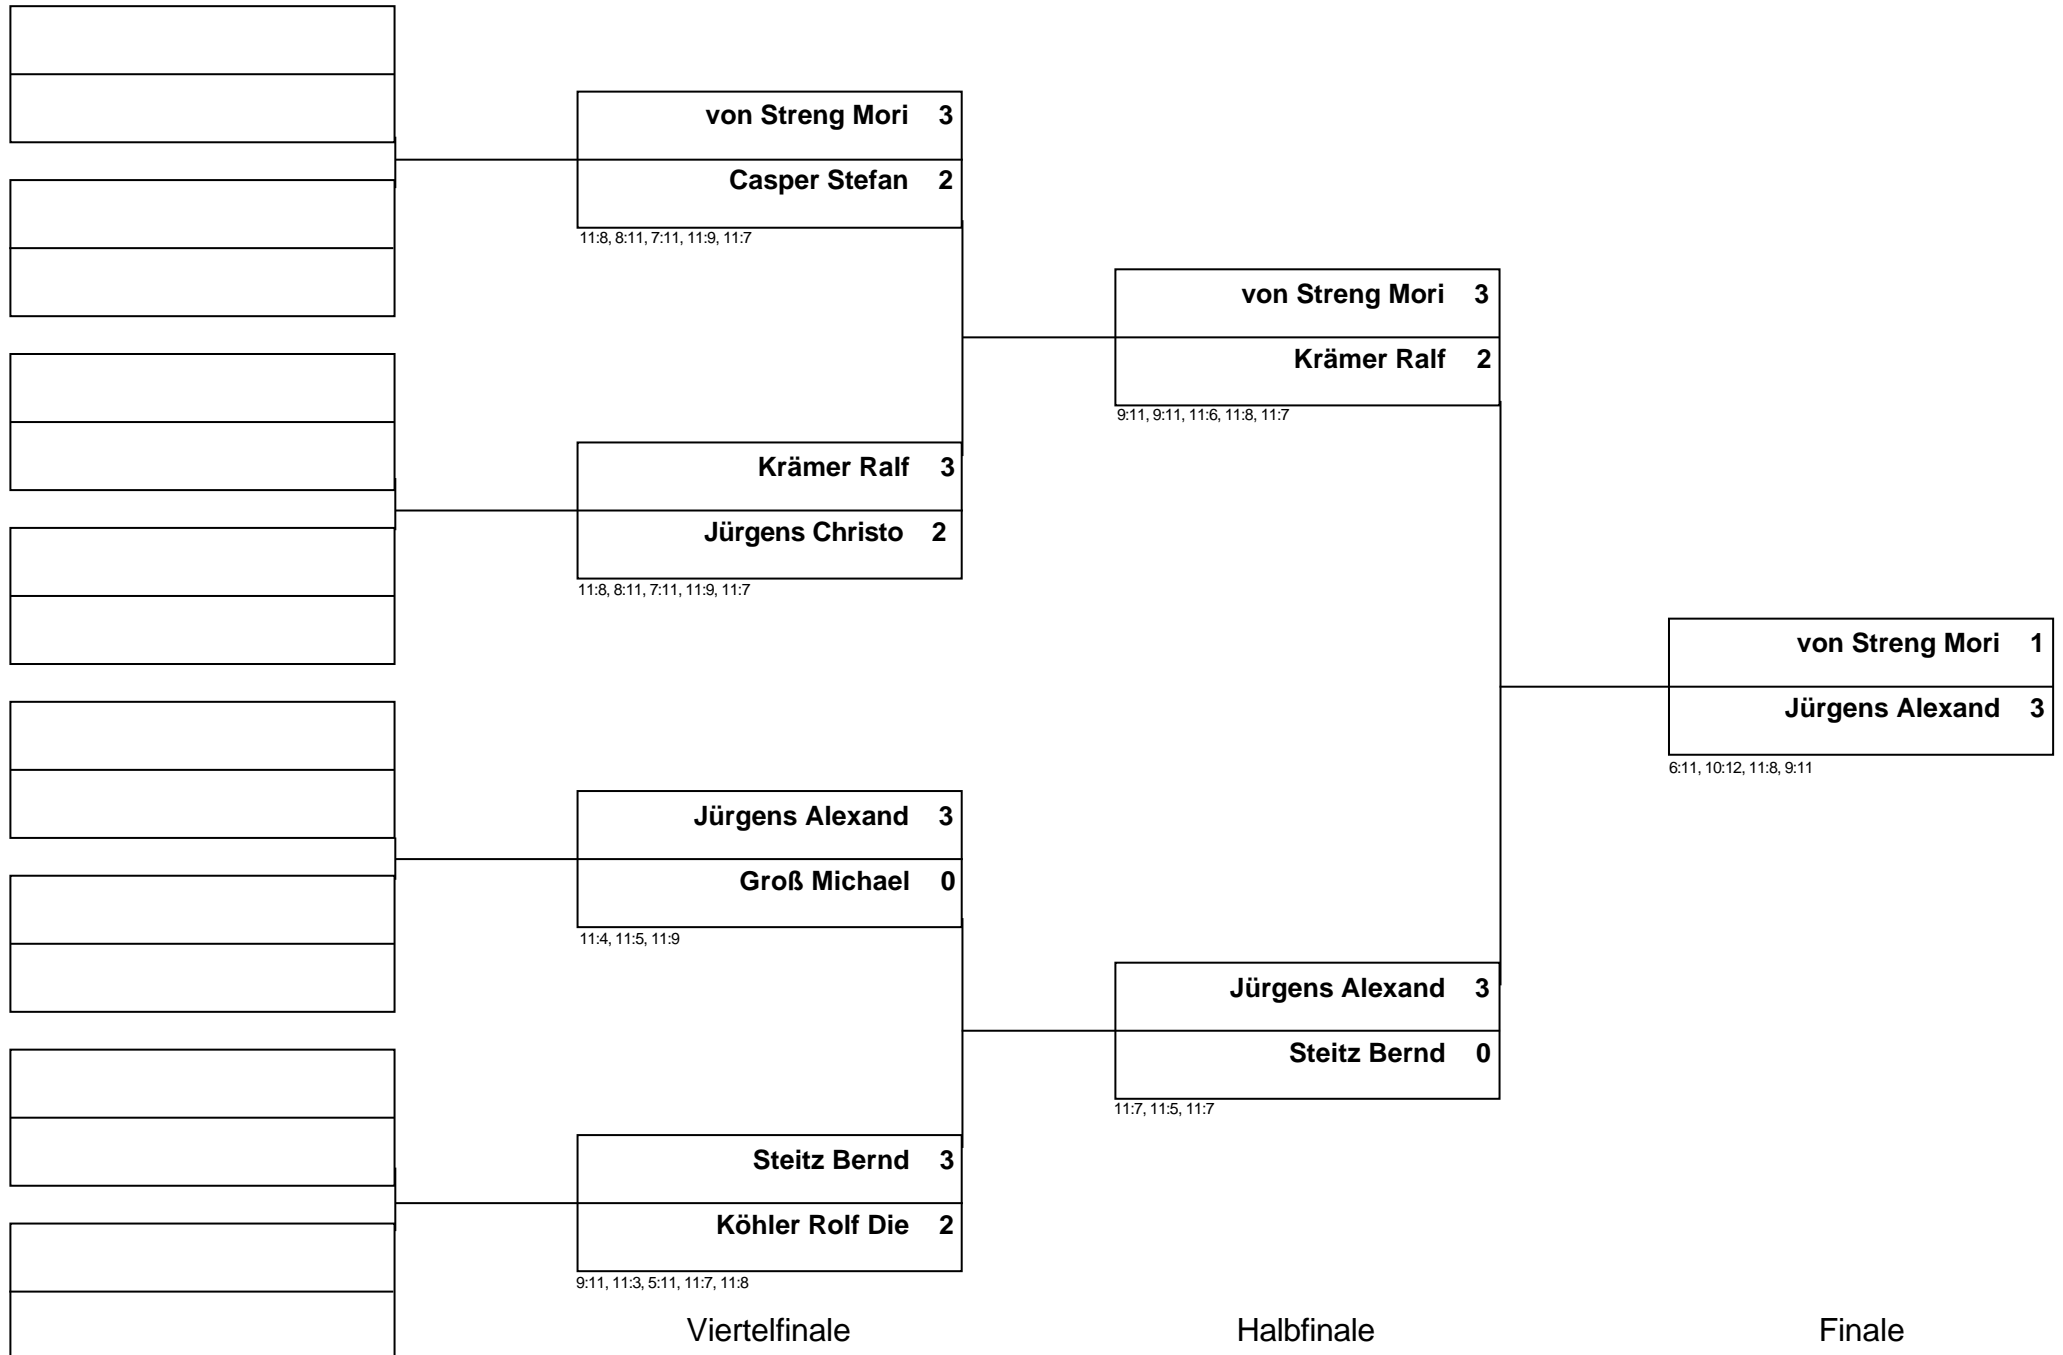 von Streng Mori 3
Casper Stefan 2
11:8, 8:11, 7:11, 11:9, 11:7
Krämer Ralf 3
Jürgens Christo 2
11:8, 8:11, 7:11, 11:9, 11:7
Jürgens Alexand 3
Groß Michael 0
11:4, 11:5, 11:9
Steitz Bernd 3
Köhler Rolf Die 2
9:11, 11:3, 5:11, 11:7, 11:8
Viertelfinale
von Streng Mori 3
Krämer Ralf 2
9:11, 9:11, 11:6, 11:8, 11:7
Jürgens Alexand 3
Steitz Bernd 0
11:7, 11:5, 11:7
Halbfinale
von Streng Mori 1
Jürgens Alexand 3
6:11, 10:12, 11:8, 9:11
Finale